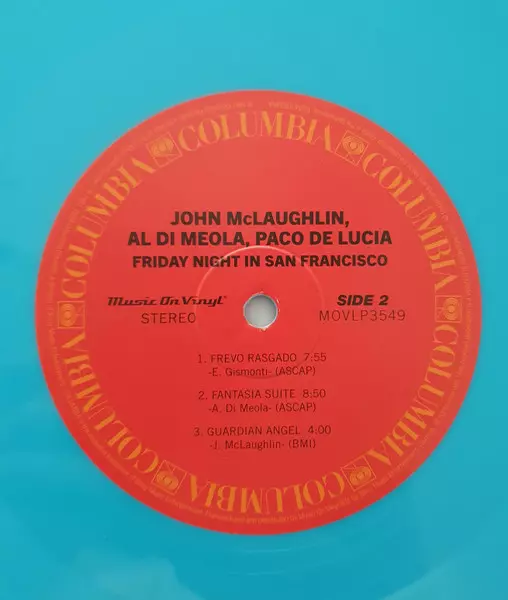 COLUMBIA COLUMBIA COLUMBIA COLUMBIA COLUMBIA COLUMBIA
JOHN McLAUGHLIN,
AL DI MEOLA, PACO DE LUCIA
FRIDAY NIGHT IN SAN FRANCISCO
Music On Vinyl® SIDE 2
STEREO MOVLP3549
1. FREVO RASGADO 7:55
-E. Gismonti- (ASCAP)
2. FANTASIA SUITE 8:50
-A. Di Meola- (ASCAP)
3. GUARDIAN ANGEL 4:00
-J. McLaughlin- (BMI)